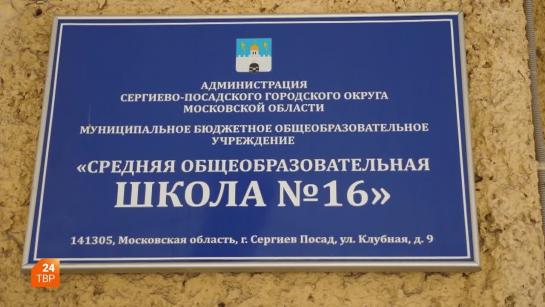 АДМИНИСТРАЦИЯ
СЕРГИЕВО-ПОСАДСКОГО ГОРОДСКОГО ОКРУГА
МОСКОВСКОЙ ОБЛАСТИ
МУНИЦИПАЛЬНОЕ БЮДЖЕТНОЕ ОБЩЕОБРАЗОВАТЕЛЬНОЕ
УЧРЕЖДЕНИЕ
«СРЕДНЯЯ ОБЩЕОБРАЗОВАТЕЛЬНАЯ
ШКОЛА №16»
141305, Московская область, г. Сергиев Посад, ул. Клубная, д. 9
24
ТВР